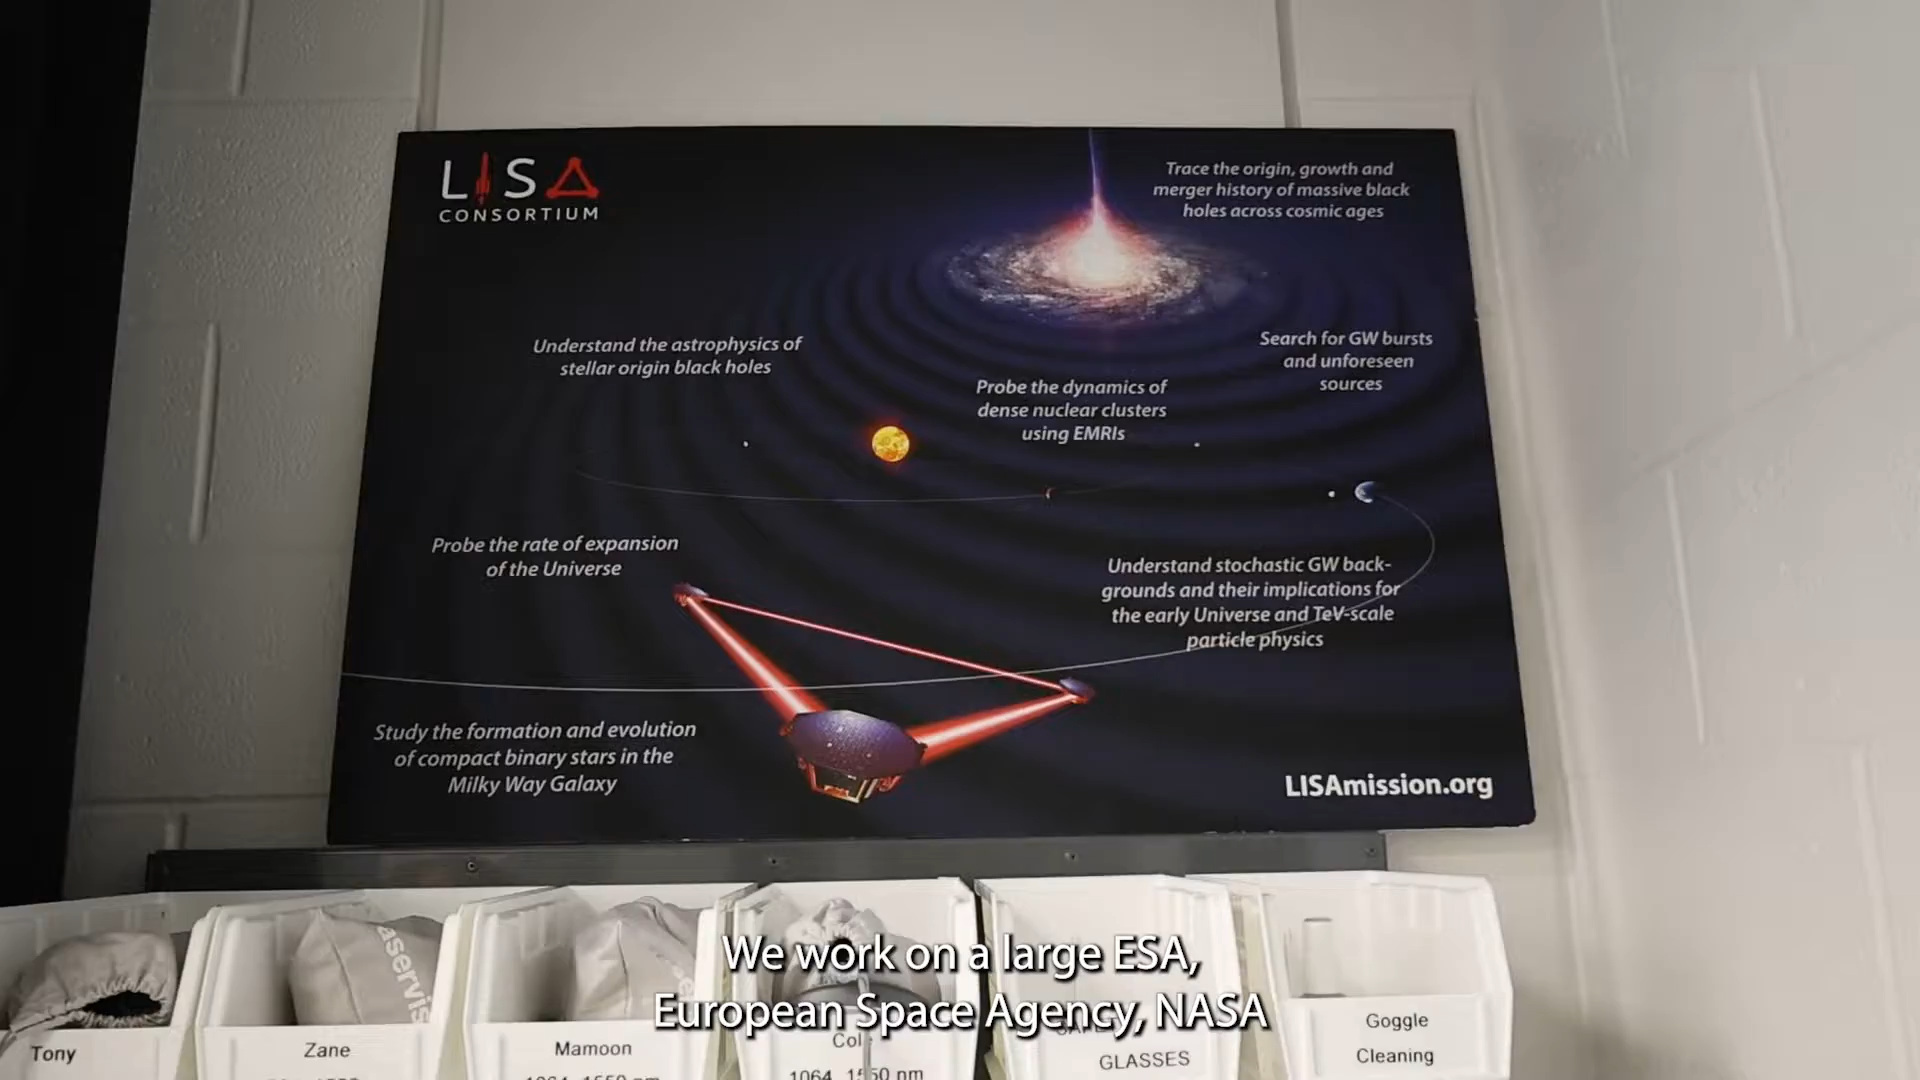 LISA
CONSORTIUM
Trace the origin, growth and
merger history of massive black
holes across cosmic ages
Understand the astrophysics of
stellar origin black holes
Search for GW bursts
and unforeseen
sources
Probe the dynamics of
dense nuclear clusters
using EMRIs
Probe the rate of expansion
of the Universe
Understand stochastic GW back-
grounds and their implications for
the early Universe and TeV-scale
particle physics
Study the formation and evolution
of compact binary stars in the
Milky Way Galaxy
LISAmission.org
We work on a large ESA,
European Space Agency, NASA
Tony
Zane
Mamoon
1064 1550 nm
GLASSES
Goggle
Cleaning